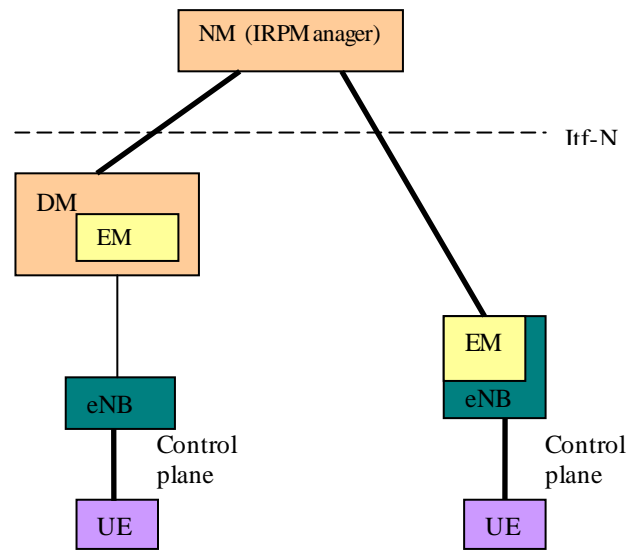 NM (IRPManager)
Itf-N
DM
EM
EM
eNB
eNB
Control
plane
Control
plane
UE
UE